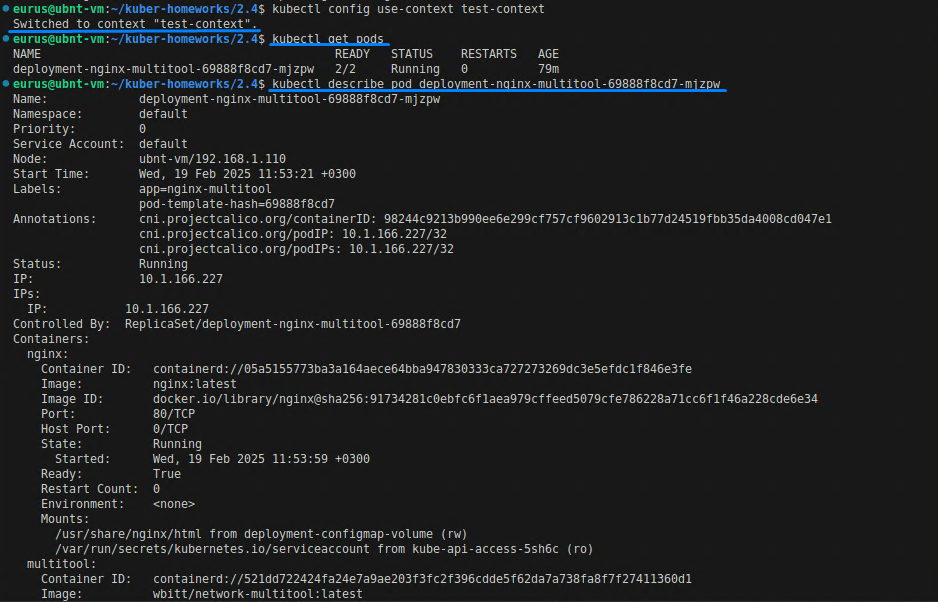 eurus@ubnt-vm:~/kuber-homeworks/2.4$ kubectl config use-context test-context
Switched to context "test-context".
eurus@ubnt-vm:~/kuber-homeworks/2.4$ kubectl get pods
NAME                                          READY   STATUS    RESTARTS   AGE
deployment-nginx-multitool-69888f8cd7-mjzpw   2/2     Running   0          79m
eurus@ubnt-vm:~/kuber-homeworks/2.4$ kubectl describe pod deployment-nginx-multitool-69888f8cd7-mjzpw
Name:             deployment-nginx-multitool-69888f8cd7-mjzpw
Namespace:        default
Priority:         0
Service Account:  default
Node:             ubnt-vm/192.168.1.110
Start Time:       Wed, 19 Feb 2025 11:53:21 +0300
Labels:           app=nginx-multitool
                  pod-template-hash=69888f8cd7
Annotations:      cni.projectcalico.org/containerID: 98244c9213b990ee6e299cf757cf9602913c1b77d24519fbb35da4008cd047e1
                  cni.projectcalico.org/podIP: 10.1.166.227/32
                  cni.projectcalico.org/podIPs: 10.1.166.227/32
Status:           Running
IP:               10.1.166.227
IPs:
  IP:           10.1.166.227
Controlled By:  ReplicaSet/deployment-nginx-multitool-69888f8cd7
Containers:
  nginx:
    Container ID:   containerd://05a5155773ba3a164aece64bba947830333ca727273269dc3e5efdc1f846e3fe
    Image:          nginx:latest
    Image ID:       docker.io/library/nginx@sha256:91734281c0ebfc6f1aea979cffeed5079cfe786228a71cc6f1f46a228cde6e34
    Port:           80/TCP
    Host Port:      0/TCP
    State:          Running
      Started:      Wed, 19 Feb 2025 11:53:59 +0300
    Ready:          True
    Restart Count:  0
    Environment:    <none>
    Mounts:
      /usr/share/nginx/html from deployment-configmap-volume (rw)
      /var/run/secrets/kubernetes.io/serviceaccount from kube-api-access-5sh6c (ro)
  multitool:
    Container ID:   containerd://521dd722424fa24e7a9ae203f3fc2f396cdde5f62da7a738fa8f7f27411360d1
    Image:          wbitt/network-multitool:latest